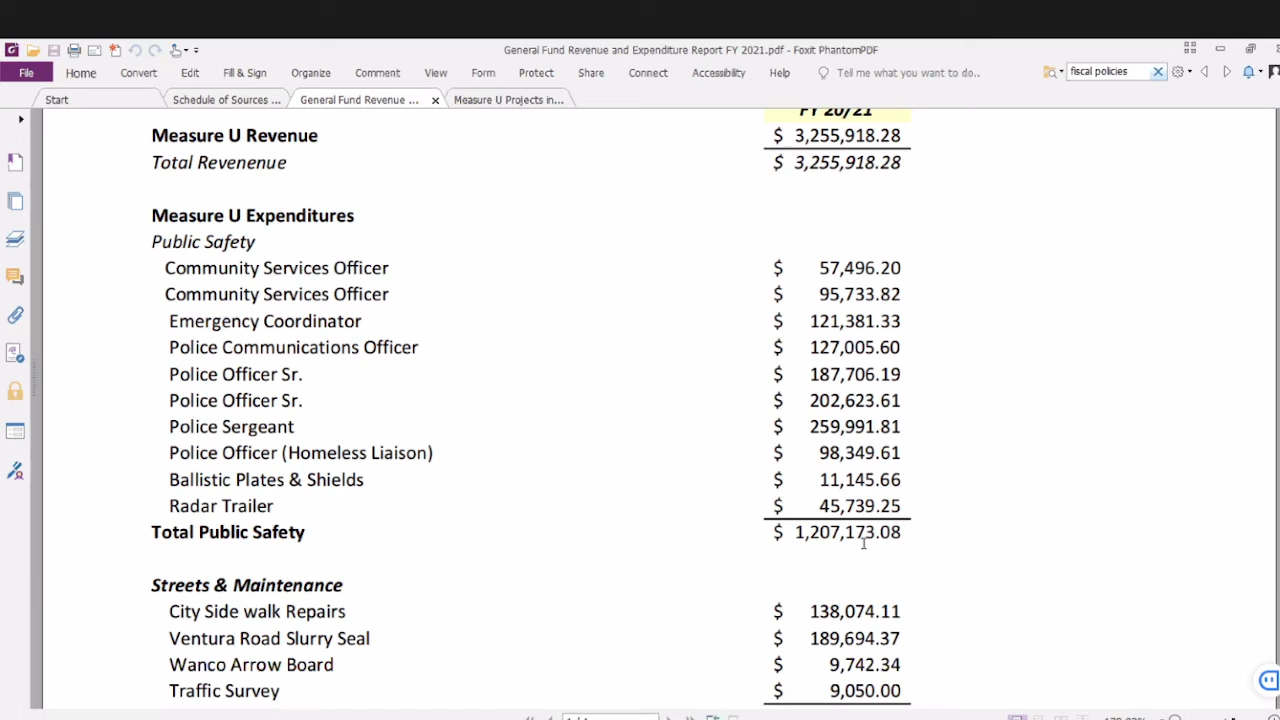 General Fund Revenue and Expenditure Report FY 2021.pdf - Foxit PhantomPDF
File Home Convert Edit Fill & Sign Organize Comment View Form Protect Share Connect Accessibility Help Tell me what you want to do.. fiscal policies
Start Schedule of Sources ... General Fund Revenue ... Measure U Projects in...
FY 20/21
Measure U Revenue $ 3,255,918.28
Total Revenenue $ 3,255,918.28
Measure U Expenditures
Public Safety
Community Services Officer $ 57,496.20
Community Services Officer $ 95,733.82
Emergency Coordinator $ 121,381.33
Police Communications Officer $ 127,005.60
Police Officer Sr. $ 187,706.19
Police Officer Sr. $ 202,623.61
Police Sergeant $ 259,991.81
Police Officer (Homeless Liaison) $ 98,349.61
Ballistic Plates & Shields $ 11,145.66
Radar Trailer $ 45,739.25
Total Public Safety $ 1,207,173.08
Streets & Maintenance
City Side walk Repairs $ 138,074.11
Ventura Road Slurry Seal $ 189,694.37
Wanco Arrow Board $ 9,742.34
Traffic Survey $ 9,050.00